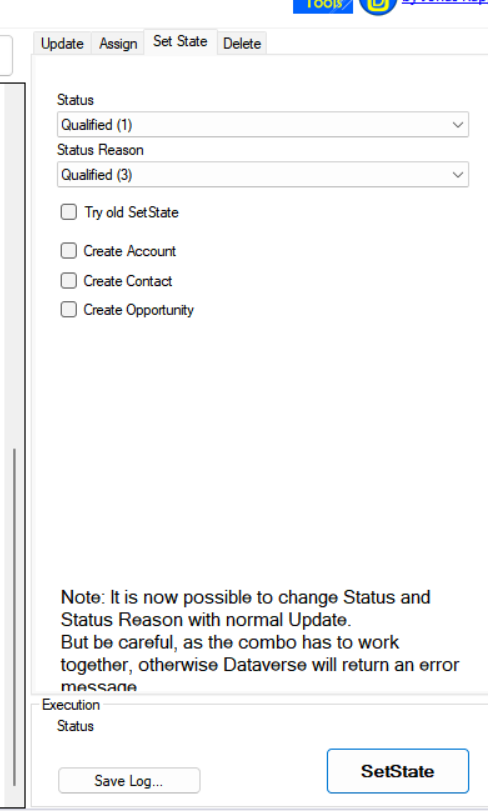 Tools
by Jonas Rap
Update Assign Set State Delete
Status
Qualified (1)
Status Reason
Qualified (3)
Try old SetState
Create Account
Create Contact
Create Opportunity
Note: It is now possible to change Status and
Status Reason with normal Update.
But be careful, as the combo has to work
together, otherwise Dataverse will return an error
message
Execution
Status
Save Log...
SetState